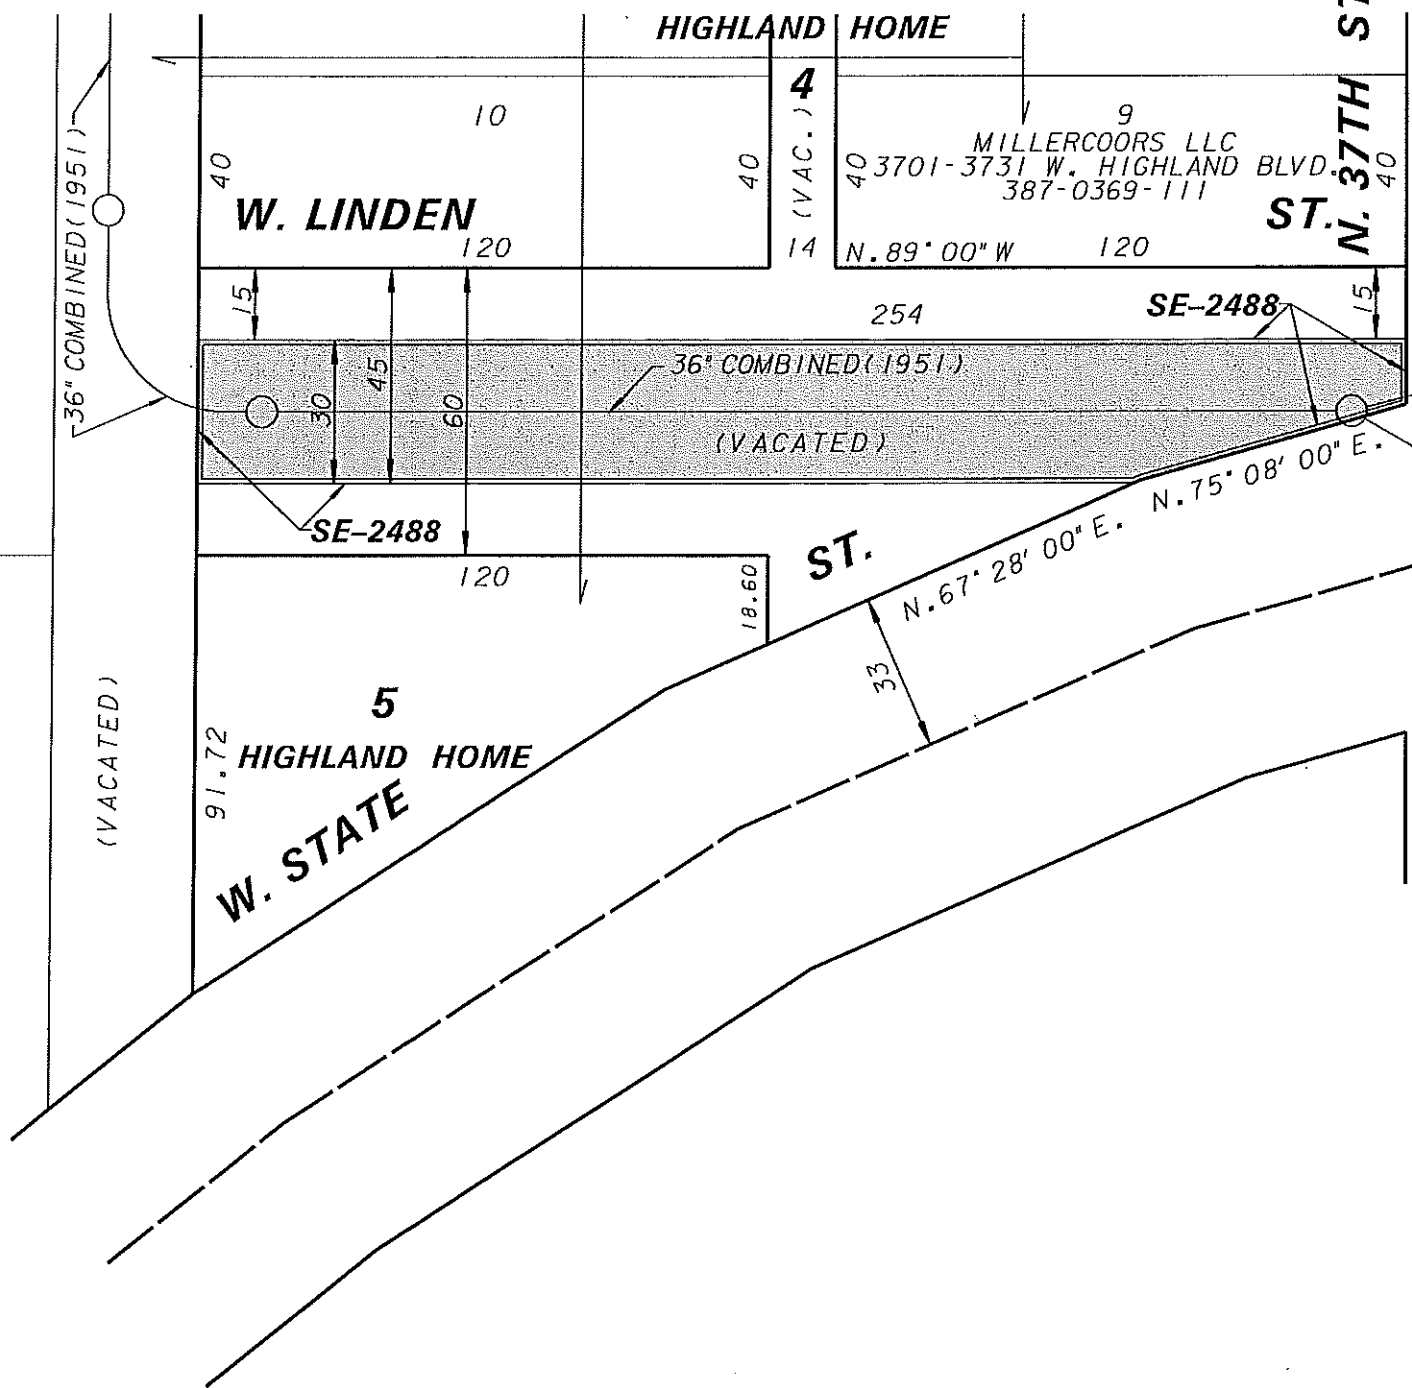 HIGHLAND HOME
N. 37TH ST
4
(VAC.)
10
9
MILLERCOORS LLC
3701-3731 W. HIGHLAND BLVD.
387-0369-111
36" COMBINED(1951)
40
40
40
40
W. LINDEN
ST.
120
14
N.89°00"W
120
15
254
SE-2488
15
36" COMBINED(1951)
30
45
60
(VACATED)
SE-2488
N.75°08'00"E.
120
18.60
ST.
N.67°28'00"E.
33
(VACATED)
91.72
5
HIGHLAND HOME
W. STATE